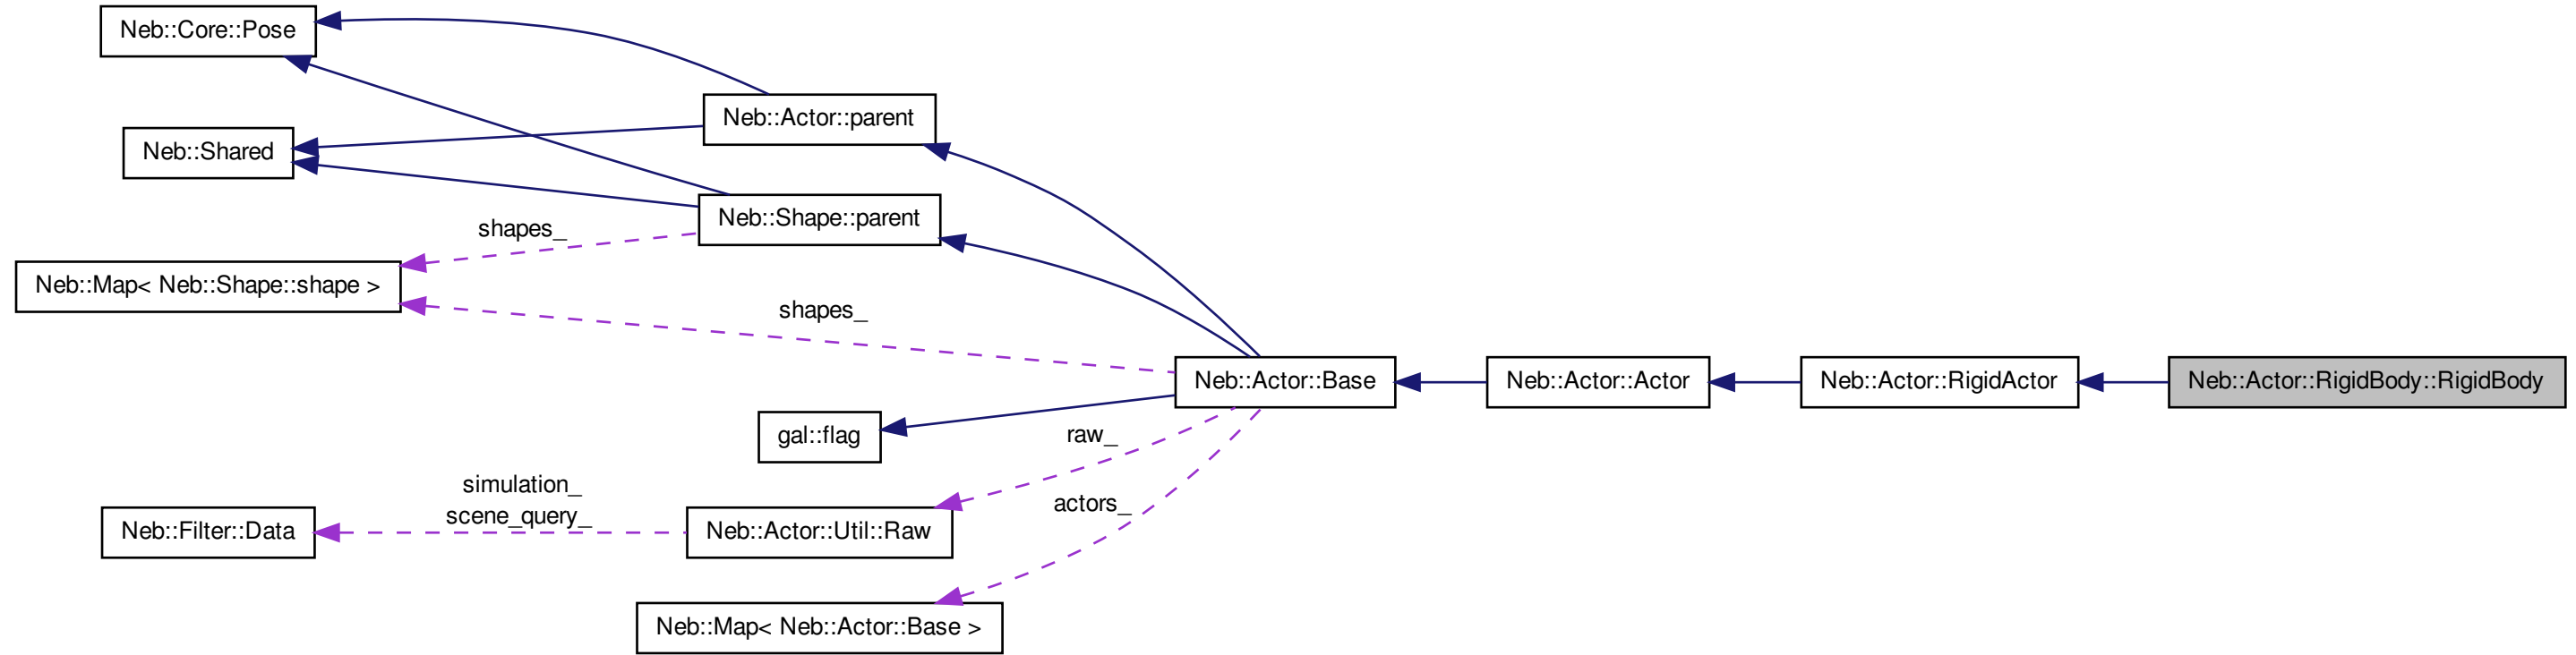 Neb::Core::Pose
Neb::Actor::parent
Neb::Shared
Neb::Shape::parent
shapes_
Neb::Map< Neb::Shape::shape >
shapes_
Neb::Actor::Base
Neb::Actor::Actor
Neb::Actor::RigidActor
Neb::Actor::RigidBody::RigidBody
gal::flag
raw_
simulation_
scene_query_
actors_
Neb::Filter::Data
Neb::Actor::Util::Raw
Neb::Map< Neb::Actor::Base >